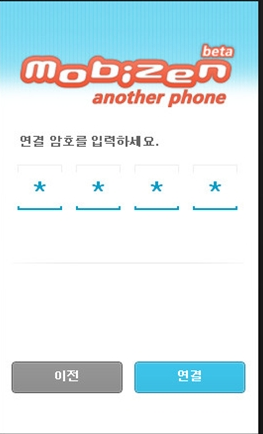 beta
mobizen
another phone
연결 암호를 입력하세요.
* * * *
이전 연결